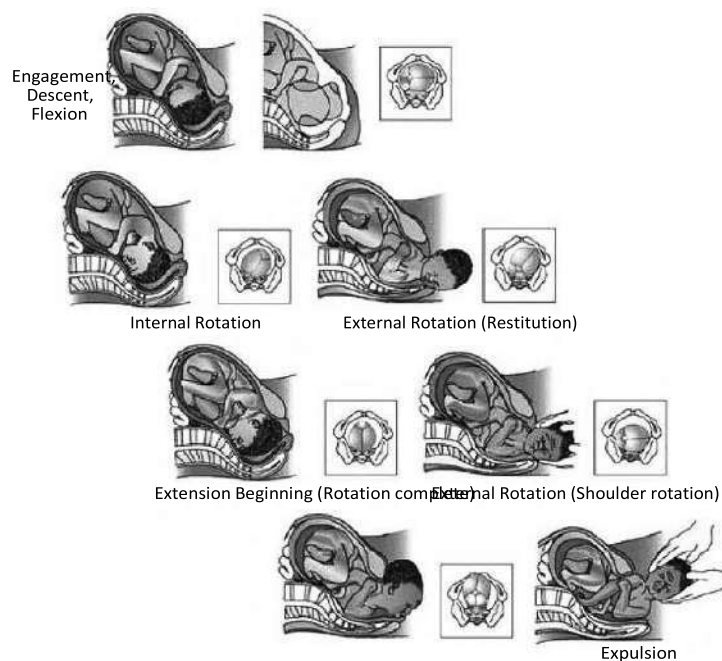 Engagement,
Descent,
Flexion
Internal Rotation
External Rotation (Restitution)
Extension Beginning (Rotation complete)
External Rotation (Shoulder rotation)
Expulsion